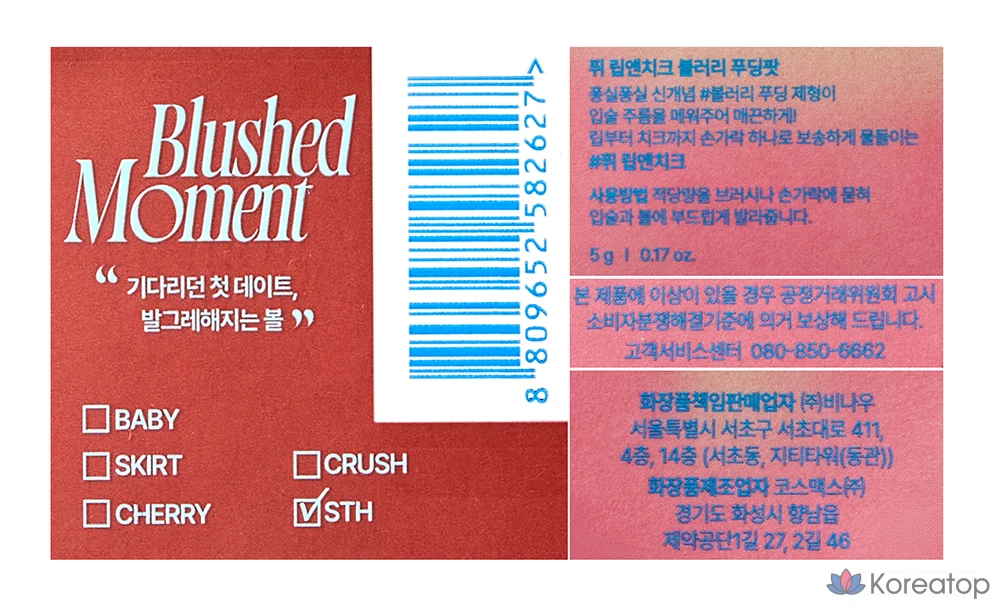 Blushed
Moment
“ 기다리던 첫 데이트,
발그레해지는 볼 ”
BABY
SKIRT
CHERRY
CRUSH
STH
8 809652 582627 >
퓌 립앤치크 블러리 푸딩팟
퐁실퐁실 신개념 #블러리 푸딩 제형이
입술 주름을 메워주어 매끈하게!
립부터 치크까지 손가락 하나로 보송하게 물들이는
#퓌 립앤치크
사용방법 적당량을 브러시나 손가락에 묻혀
입술과 볼에 부드럽게 발라줍니다.
5 g | 0.17 oz.
본 제품에 이상이 있을 경우 공정거래위원회 고시
소비자분쟁해결기준에 의거 보상해 드립니다.
고객서비스센터 080-850-6662
화장품책임판매업자 ㈜비나우
서울특별시 서초구 서초대로 411,
4층, 14층 (서초동, 지티타워(동관))
화장품제조업자 코스맥스㈜
경기도 화성시 향남읍
제약공단1길 27, 2길 46
Koreatop